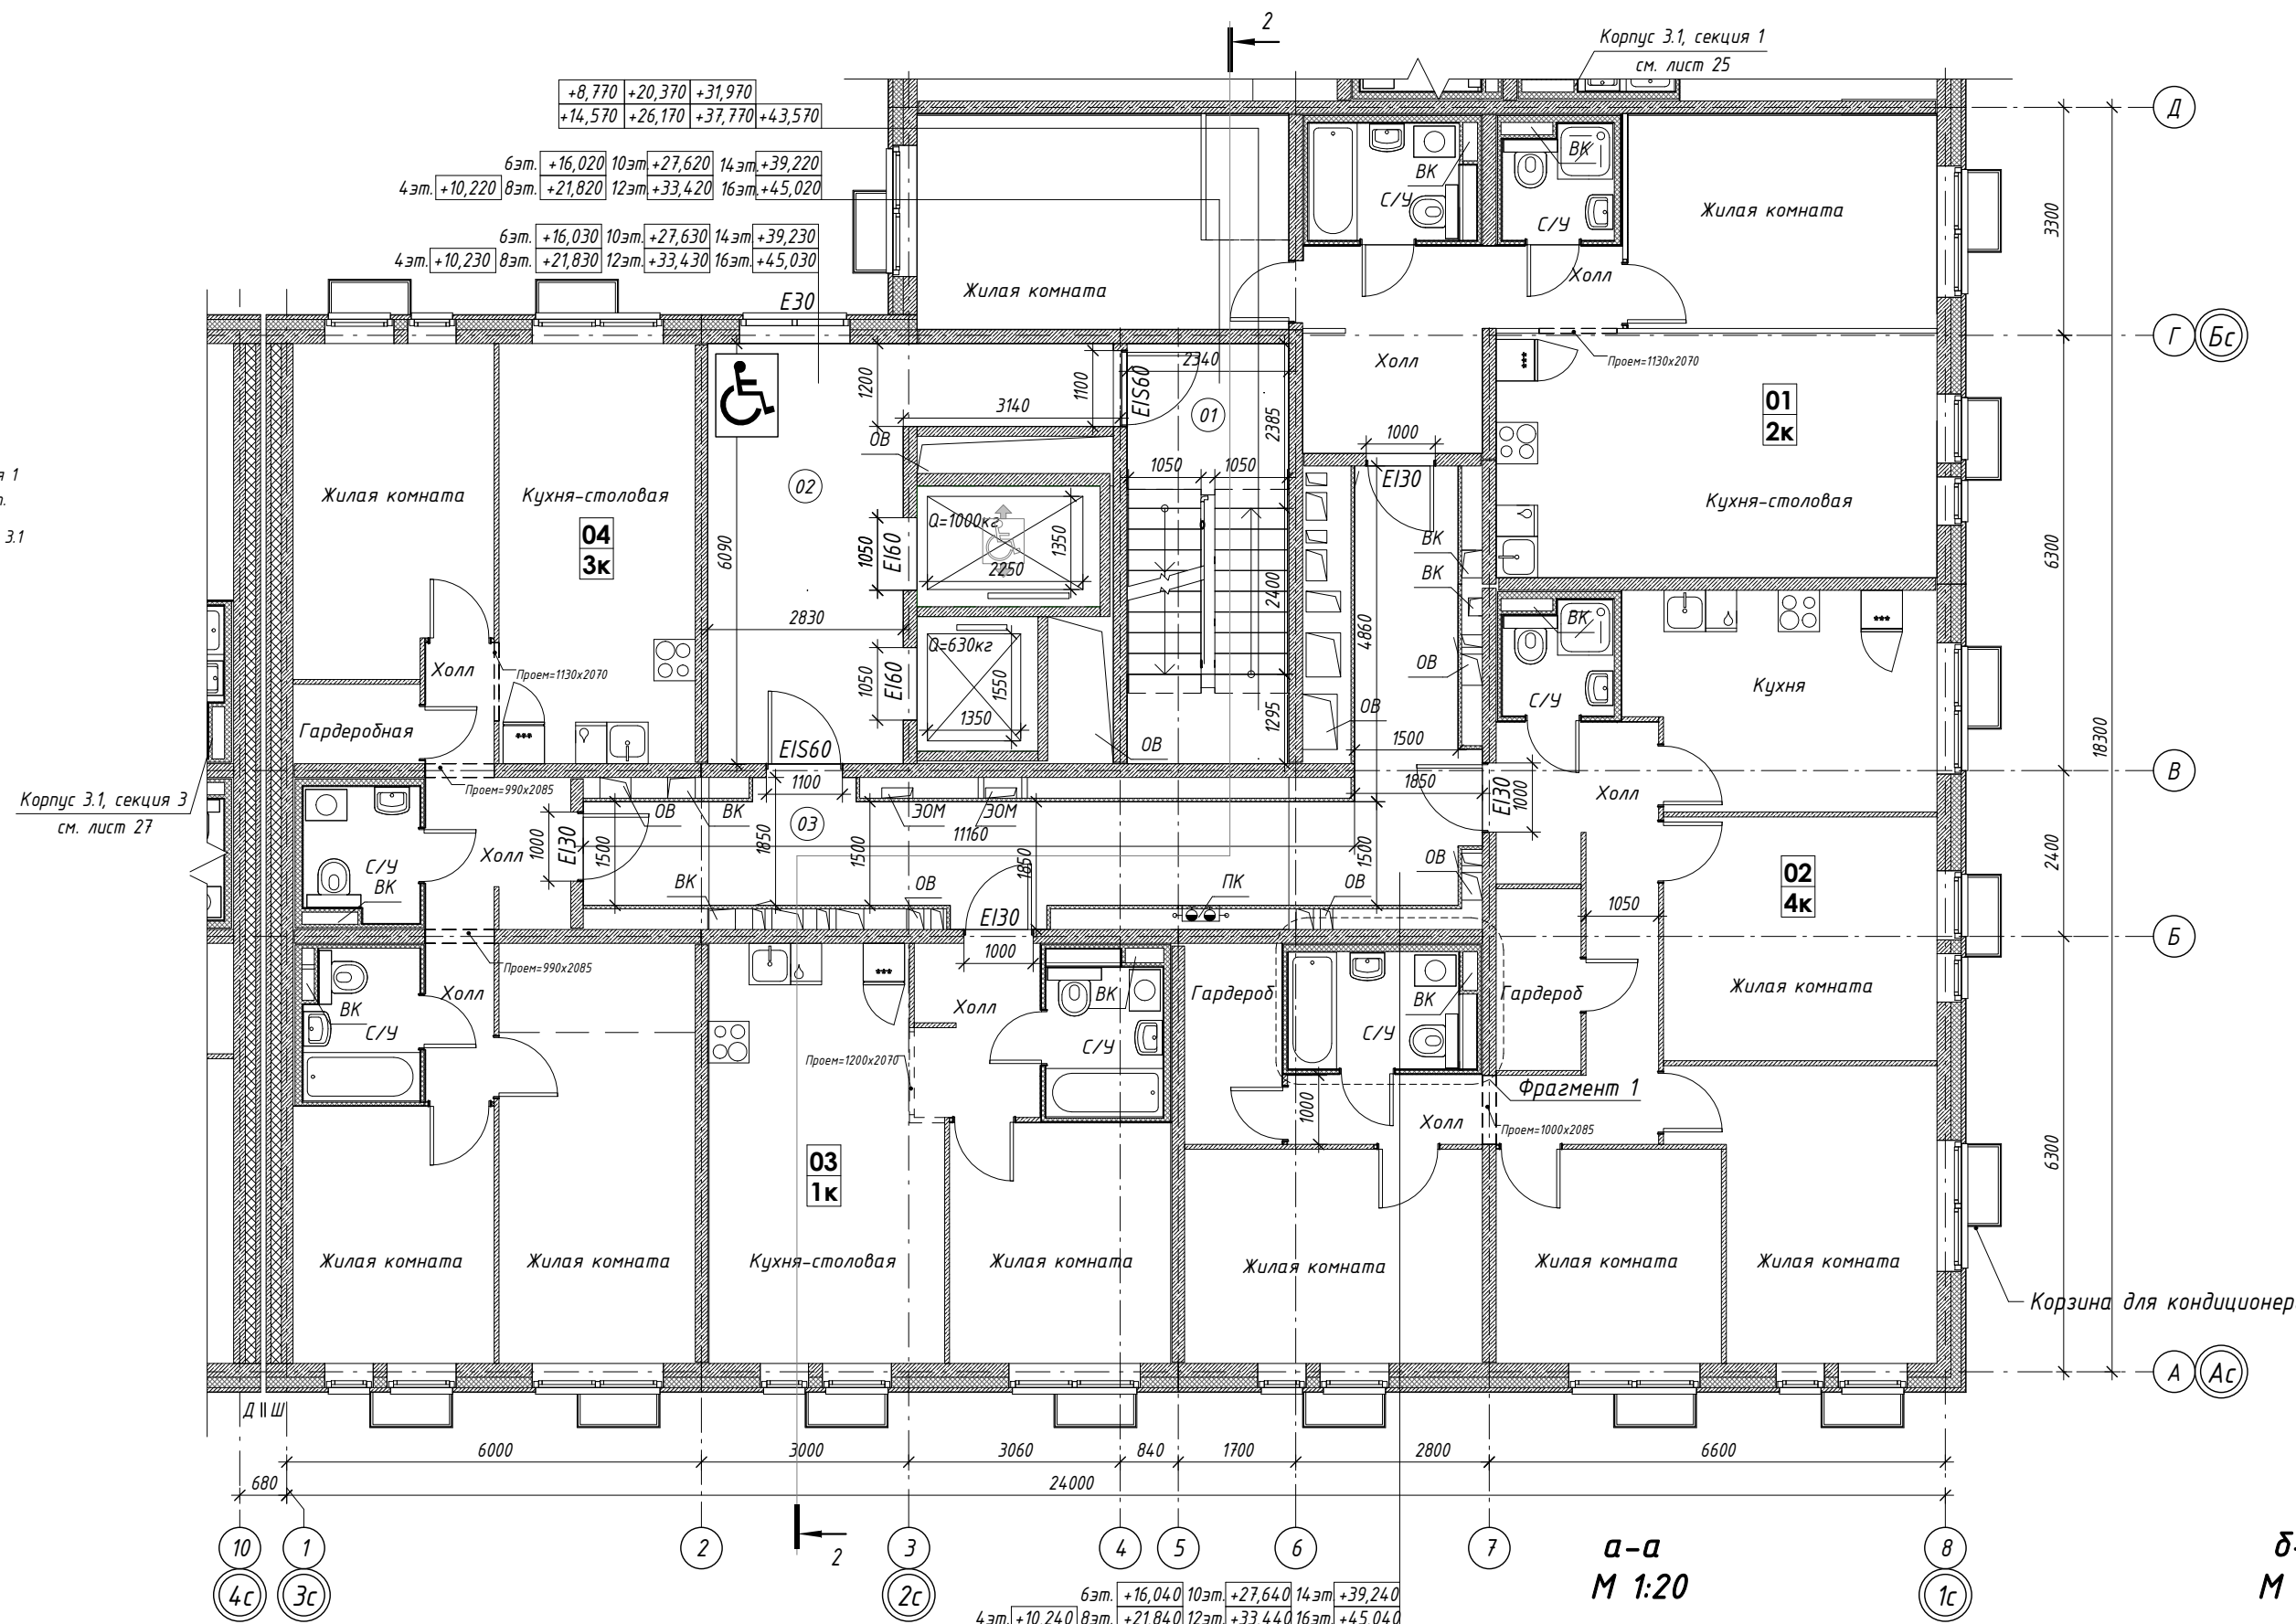 2
Корпус 3.1, секция 1
см. лист 25
+8,770 +20,370 +31,970
+14,570 +26,170 +37,770 +43,570
6эт. +16,020 10эт. +27,620 14эт. +39,220
4эт. +10,220 8эт. +21,820 12эт. +33,420 16эт. +45,020
6эт. +16,030 10эт. +27,630 14эт. +39,230
4эт. +10,230 8эт. +21,830 12эт. +33,430 16эт. +45,030
Д
ВК
ВК
С/У
С/У
Жилая комната
3300
Холл
Жилая комната
E30
Г
Бс
Проем=1130х2070
Холл
1200
1100
EIS60
2340
01
3140
2385
ОВ
1000
EI30
01
2к
1050
1050
Жилая комната
Кухня-столовая
02
04
3к
Кухня-столовая
6300
6090
Q=1000кг
1350
2250
1050
EI60
2400
ВК
ВК
ВК
2830
Q=630кг
1550
1350
1050
EI60
4860
ОВ
ОВ
ОВ
1295
1500
С/У
Кухня
Холл
Проем=1130х2070
Гардеробная
18300
EIS60
1100
1850
В
Корпус 3.1, секция 3
см. лист 27
я 1
3.1
Проем=990х2085
ОВ
ВК
03
ЭОМ
ЭОМ
11160
EI30
1000
Холл
С/У
ВК
Холл
1000
EI30
1500
1850
1500
1850
1500
2400
ВК
ОВ
ПК
ОВ
ОВ
EI30
1000
02
4к
1050
Б
Проем=990х2085
Холл
ВК
С/У
Холл
ВК
С/У
Гардероб
ВК
С/У
Гардероб
Жилая комната
Проем=1200х2070
1000
Холл
Фрагмент 1
Проем=1000х2085
6300
03
1к
Жилая комната
Жилая комната
Кухня-столовая
Жилая комната
Жилая комната
Жилая комната
Жилая комната
Корзина для кондиционер
А
Ас
Д
Ш
6000
3000
3060
840
1700
2800
6600
680
24000
10
1
2
3
4
5
6
7
8
4с
3с
2с
1с
2
а-а
М 1:20
б-
М
6эт. +16,040 10эт. +27,640 14эт. +39,240
4эт. +10,240 8эт. +21,840 12эт. +33,440 16эт. +45,040